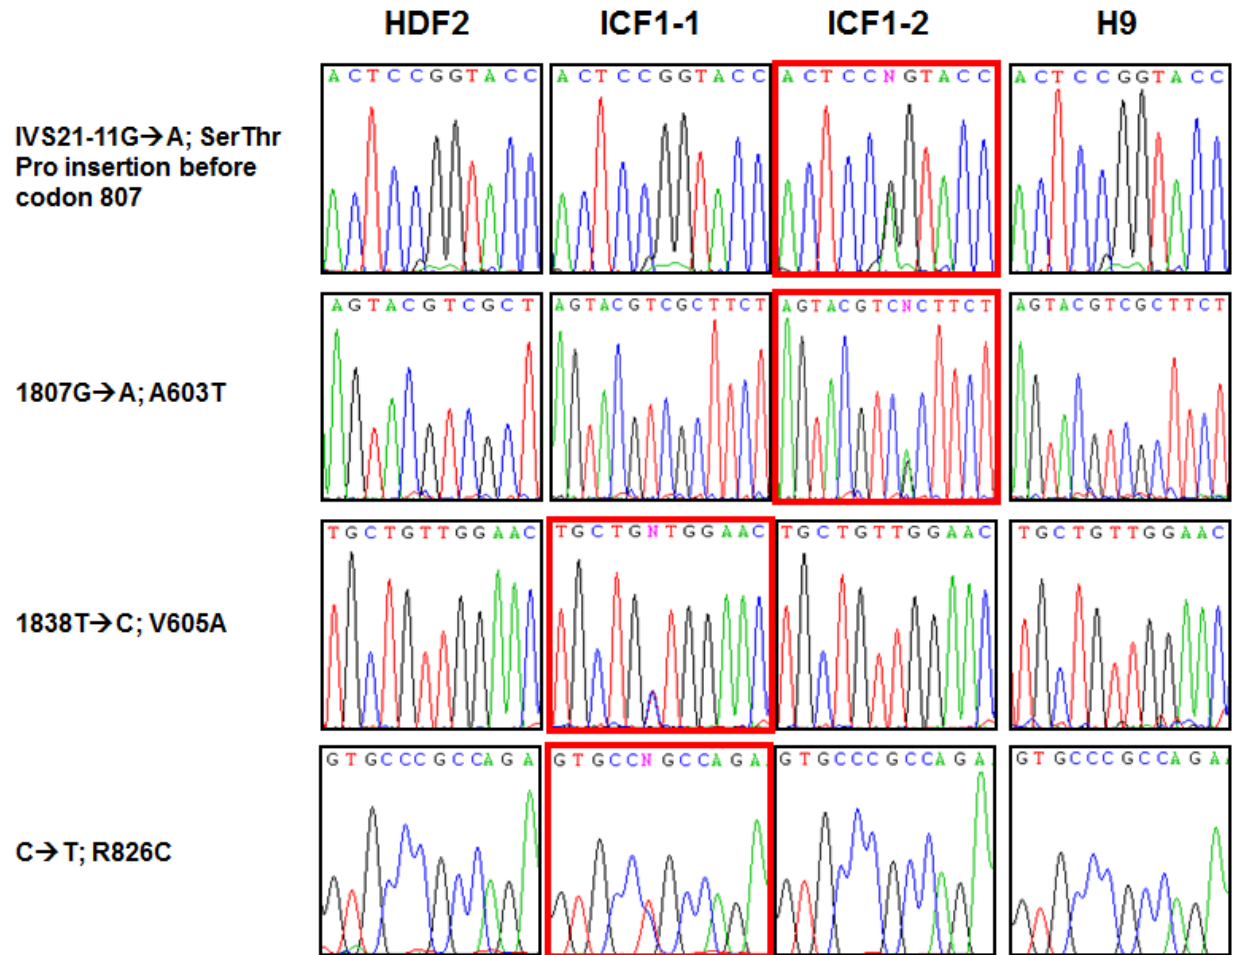 HDF2 ICF1-1 ICF1-2 H9
IVS21-11G→A; SerThr
Pro insertion before
codon 807
ACTCCGGTACC ACTCCGGTACC ACTCCNGTACC ACTCCGGTACC
1807G→A; A603T
AGTACGTCGCT AGTACGTCGCTTCT AGTACGTCNCTTCT AGTACGTCGCTTCT
1838T→C; V605A
TGCTGTTGGAAC TGCTGNTGGAAC TGCTGTTGGAAC TGCTGTTGGAAC
C→T; R826C
GTGCCCGCCAGA GTGCCNGCCAGA GTGCCCGCCAGA GTGCCCGCCAGA